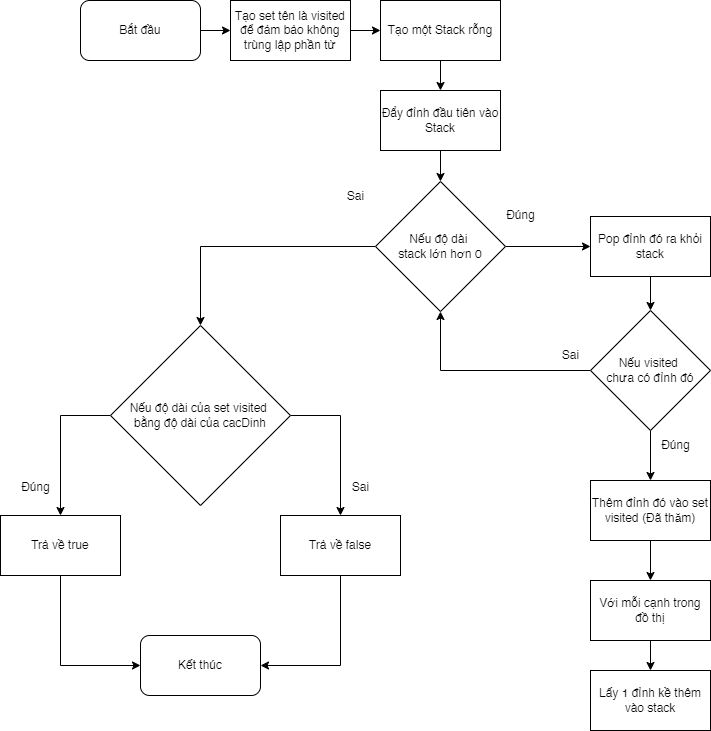 Bắt đầu
Tạo set tên là visited
để đảm bảo không
trùng lập phần tử
Tạo một Stack rỗng
Đẩy đỉnh đầu tiên vào
Stack
Sai
Đúng
Nếu độ dài
stack lớn hơn 0
Pop đỉnh đó ra khỏi
stack
Sai
Nếu visited
chưa có đỉnh đó
Nếu độ dài của set visited
bằng độ dài của cacDinh
Đúng
Đúng
Sai
Thêm đỉnh đó vào set
visited (Đã thăm)
Trả về true
Trả về false
Với mỗi cạnh trong
đồ thị
Kết thúc
Lấy 1 đỉnh kề thêm
vào stack